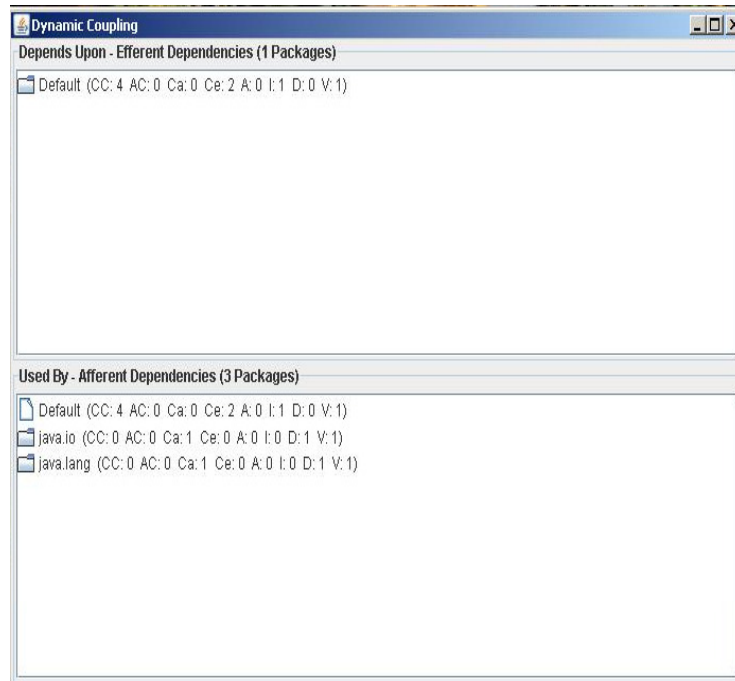 Dynamic Coupling
Depends Upon - Efferent Dependencies (1 Packages)
Default (CC: 4 AC: 0 Ca: 0 Ce: 2 A: 0 I: 1 D: 0 V: 1)
Used By - Afferent Dependencies (3 Packages)
Default (CC: 4 AC: 0 Ca: 0 Ce: 2 A: 0 I: 1 D: 0 V: 1)
java.io (CC: 0 AC: 0 Ca: 1 Ce: 0 A: 0 I: 0 D: 1 V: 1)
java.lang (CC: 0 AC: 0 Ca: 1 Ce: 0 A: 0 I: 0 D: 1 V: 1)